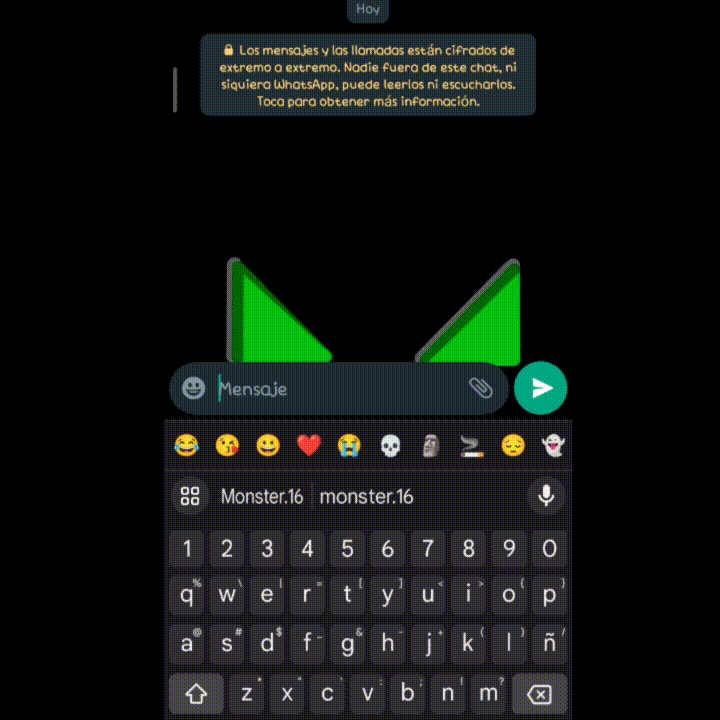 Hoy
🔒 Los mensajes y las llamadas están cifrados de
extremo a extremo. Nadie fuera de este chat, ni
siquiera WhatsApp, puede leerlos ni escucharlos.
Toca para obtener más información.
Mensaje
Monster.16 monster.16
1 2 3 4 5 6 7 8 9 0
% \ | = [ ] < > { }
q w e r t y u i o p
@ # $ - & - + ( ) /
a s d f g h j k l ñ
* " ' : ; ! ?
z x c v b n m